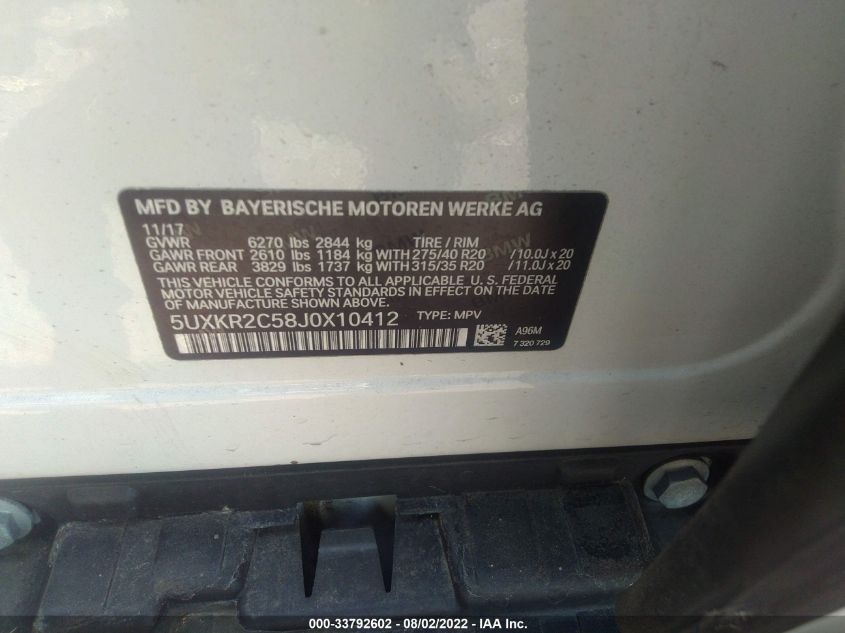 MFD BY BAYERISCHE MOTOREN WERKE AG
11/17
GVWR 6270 lbs 2844 kg TIRE / RIM
GAWR FRONT 2610 lbs 1184 kg WITH 275/40 R20 /10.0J x 20
GAWR REAR 3829 lbs 1737 kg WITH 315/35 R20 /11.0J x 20
THIS VEHICLE CONFORMS TO ALL APPLICABLE U. S. FEDERAL
MOTOR VEHICLE SAFETY STANDARDS IN EFFECT ON THE DATE OF
MANUFACTURE SHOWN ABOVE.
5UXKR2C58J0X10412 TYPE: MPV
A96M
7 320 729
BMW
000-33792602 - 08/02/2022 - IAA Inc.